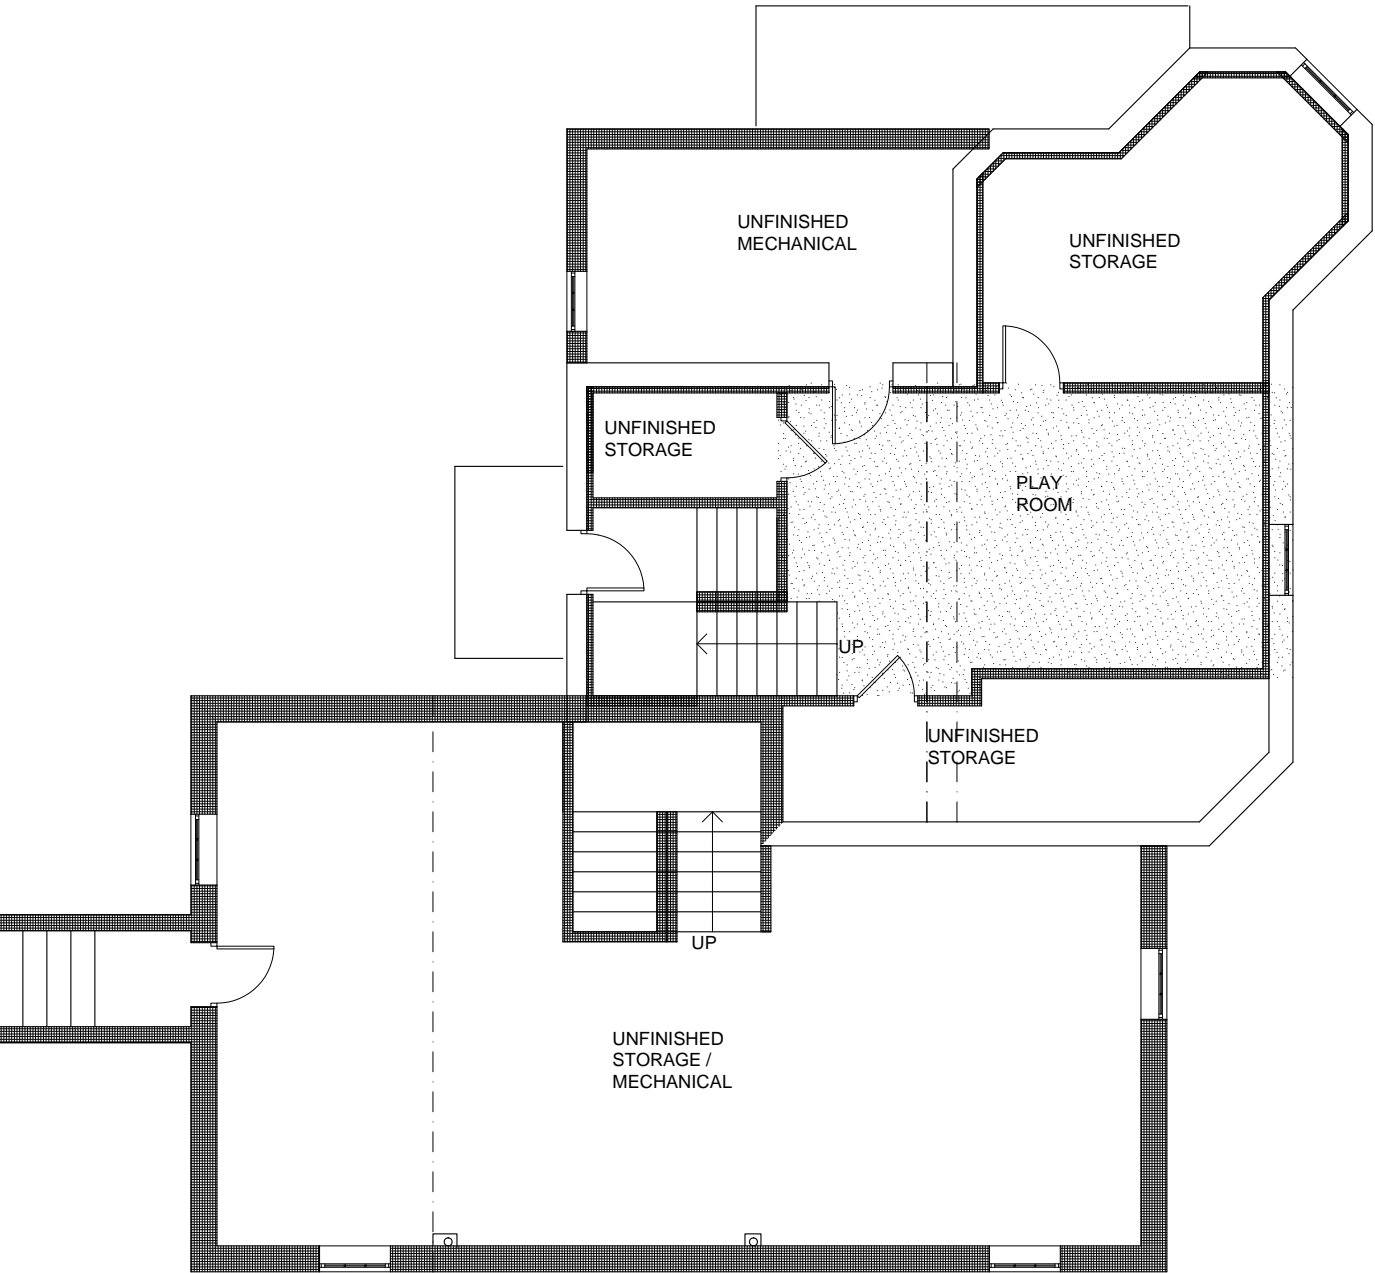 UNFINISHED
MECHANICAL
UNFINISHED
STORAGE
UNFINISHED
STORAGE
PLAY
ROOM
UP
UNFINISHED
STORAGE
UP
UNFINISHED
STORAGE /
MECHANICAL